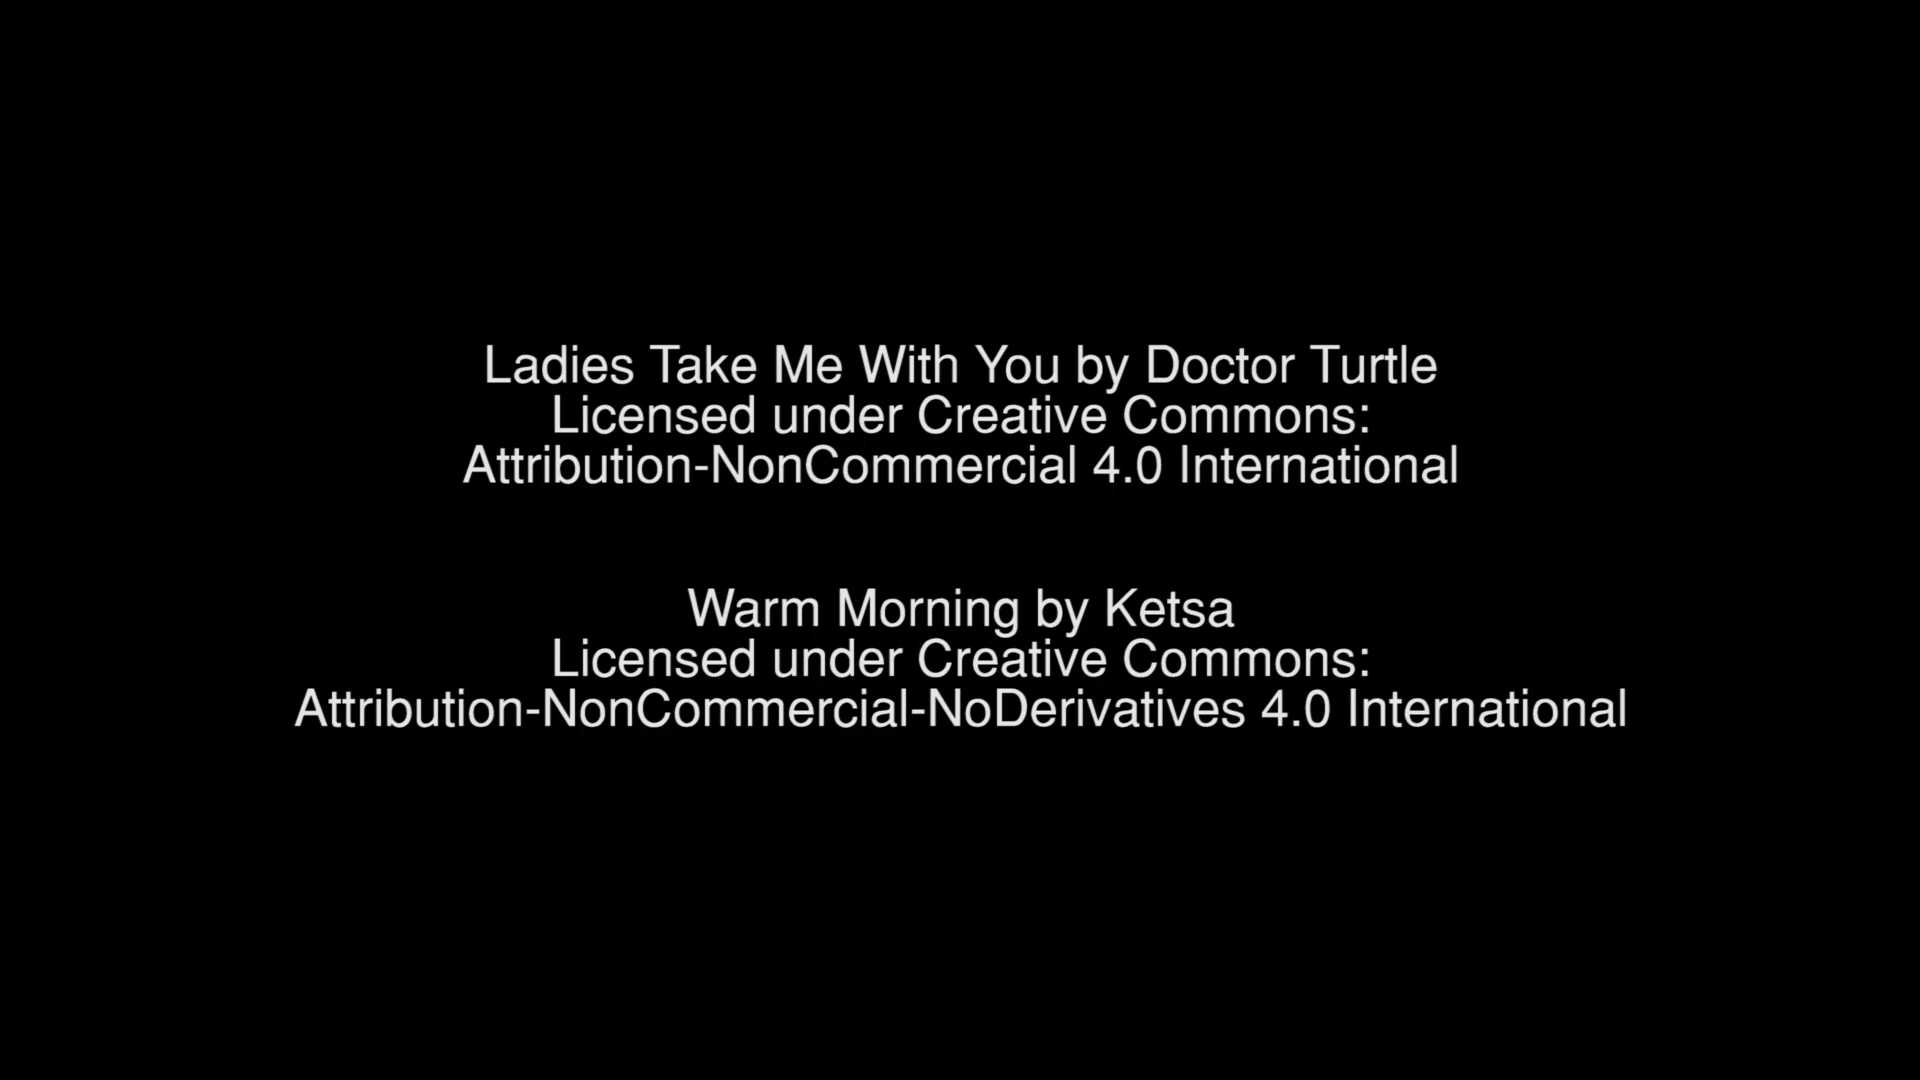 Ladies Take Me With You by Doctor Turtle
Licensed under Creative Commons:
Attribution-NonCommercial 4.0 International
Warm Morning by Ketsa
Licensed under Creative Commons:
Attribution-NonCommercial-NoDerivatives 4.0 International